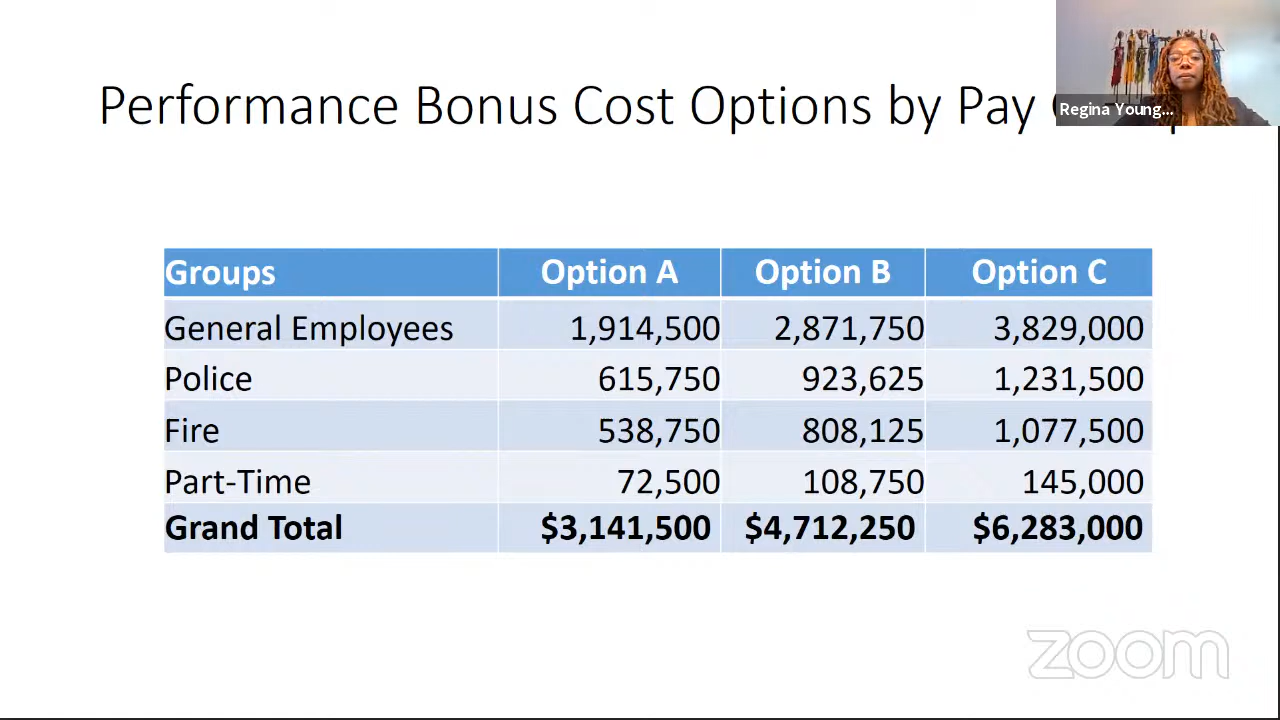 Performance Bonus Cost Options by Pay
Regina Young...
Groups Option A Option B Option C
General Employees 1,914,500 2,871,750 3,829,000
Police 615,750 923,625 1,231,500
Fire 538,750 808,125 1,077,500
Part-Time 72,500 108,750 145,000
Grand Total $3,141,500 $4,712,250 $6,283,000
zoom